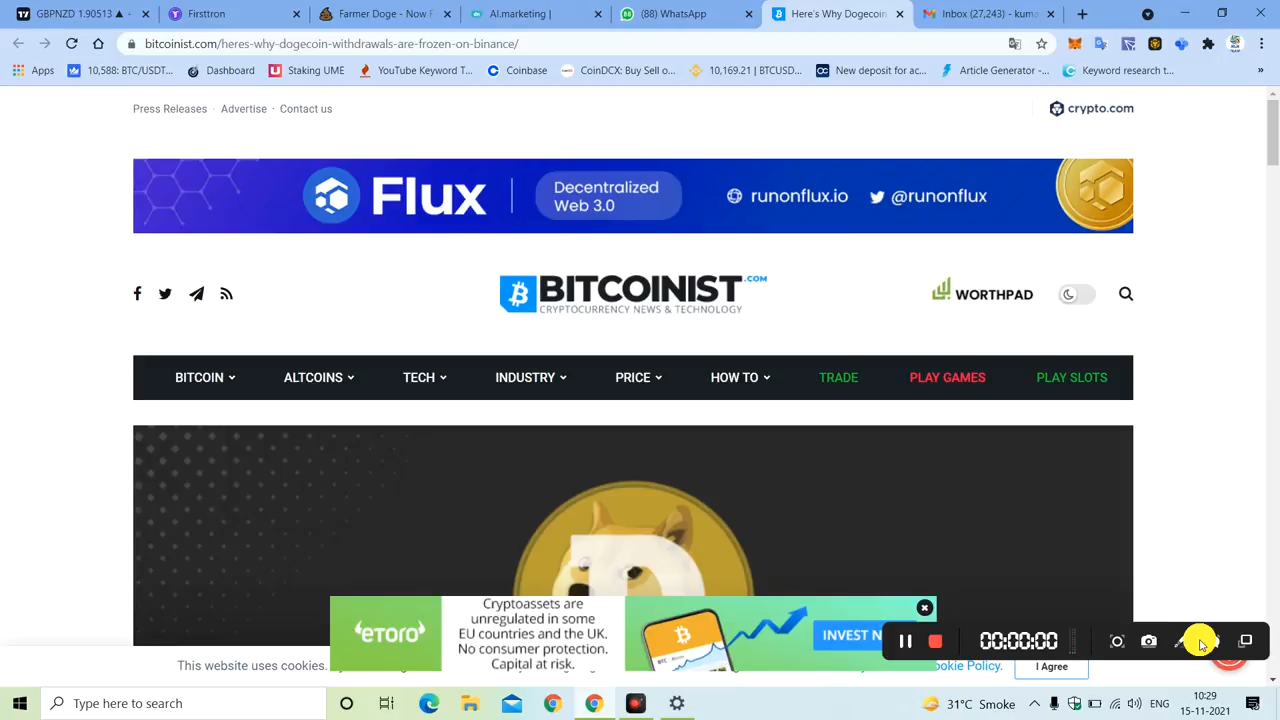 GBPNZD 1.90901 ▲
Farmer Doge - Now ha
AI.marketing |
(88) WhatsApp
Here's Why Dogecoin
Inbox (27,243) - kuma
bitcoinist.com/heres-why-dogecoin-withdrawals-are-frozen-on-binance/
Apps
10,588: BTC/USDT...
Dashboard
Staking UME
YouTube Keyword T...
Coinbase
CoinDCX: Buy Sell o...
10,169.21 | BTCUSD...
New deposit for ac...
Article Generator -...
Keyword research t...
Press Releases · Advertise · Contact us
crypto.com
Flux
Decentralized
Web 3.0
runonflux.io
@runonflux
BITCOINIST.COM
CRYPTOCURRENCY NEWS & TECHNOLOGY
WORTHPAD
BITCOIN
ALTCOINS
TECH
INDUSTRY
PRICE
HOW TO
TRADE
PLAY GAMES
PLAY SLOTS
eTORO
Cryptoassets are
unregulated in some
EU countries and the UK.
No consumer protection.
Capital at risk.
INVEST N
00:00:00
This website uses cookies.
ookie Policy.
I Agree
Type here to search
31°C Smoke
ENG
10:29
15-11-2021